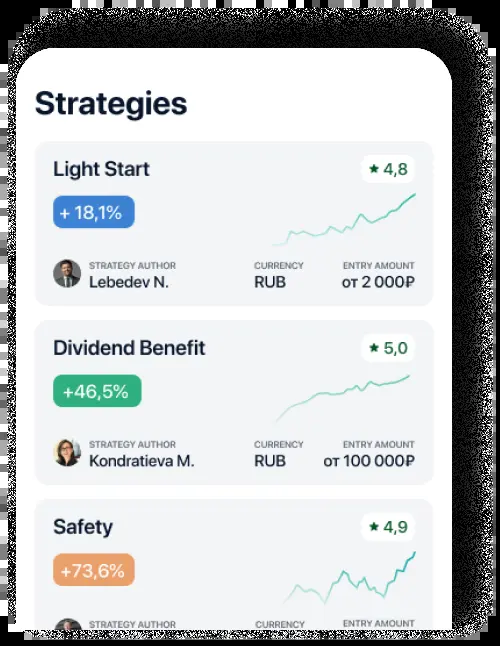 Strategies
Light Start
★ 4,8
+ 18,1%
STRATEGY AUTHOR
Lebedev N.
CURRENCY
RUB
ENTRY AMOUNT
от 2 000₽
Dividend Benefit
★ 5,0
+46,5%
STRATEGY AUTHOR
Kondratieva M.
CURRENCY
RUB
ENTRY AMOUNT
от 100 000₽
Safety
★ 4,9
+73,6%
STRATEGY AUTHOR
CURRENCY
ENTRY AMOUNT